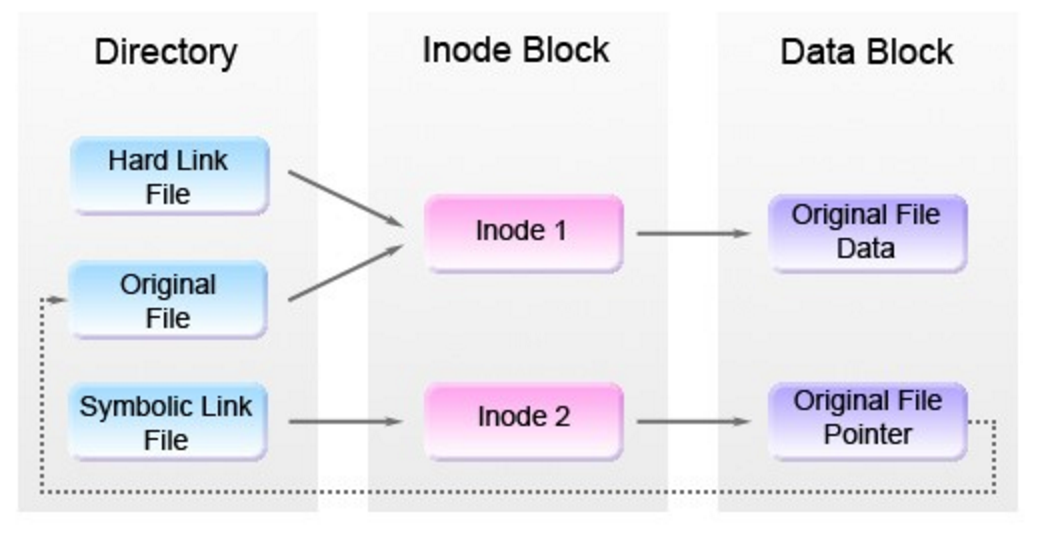 Directory
Inode Block
Data Block
Hard Link
File
Inode 1
Original File
Data
Original
File
Symbolic Link
File
Inode 2
Original File
Pointer